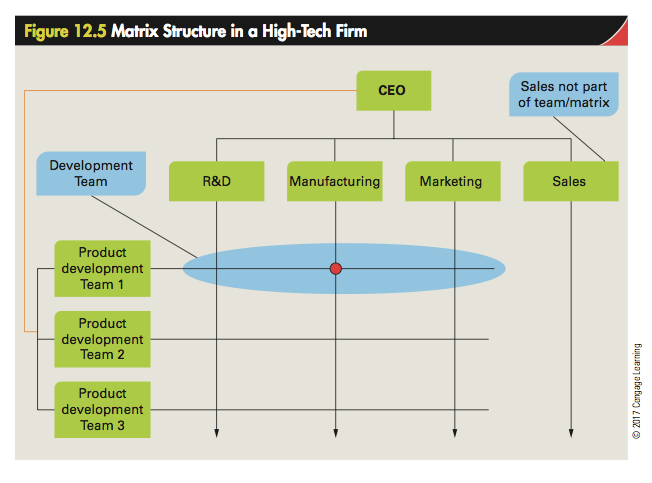 Figure 12.5 Matrix Structure in a High-Tech Firm
CEO
Sales not part
of team/matrix
Development
Team
R&D
Manufacturing
Marketing
Sales
Product
development
Team 1
Product
development
Team 2
Product
development
Team 3
© 2017 Cengage Learning